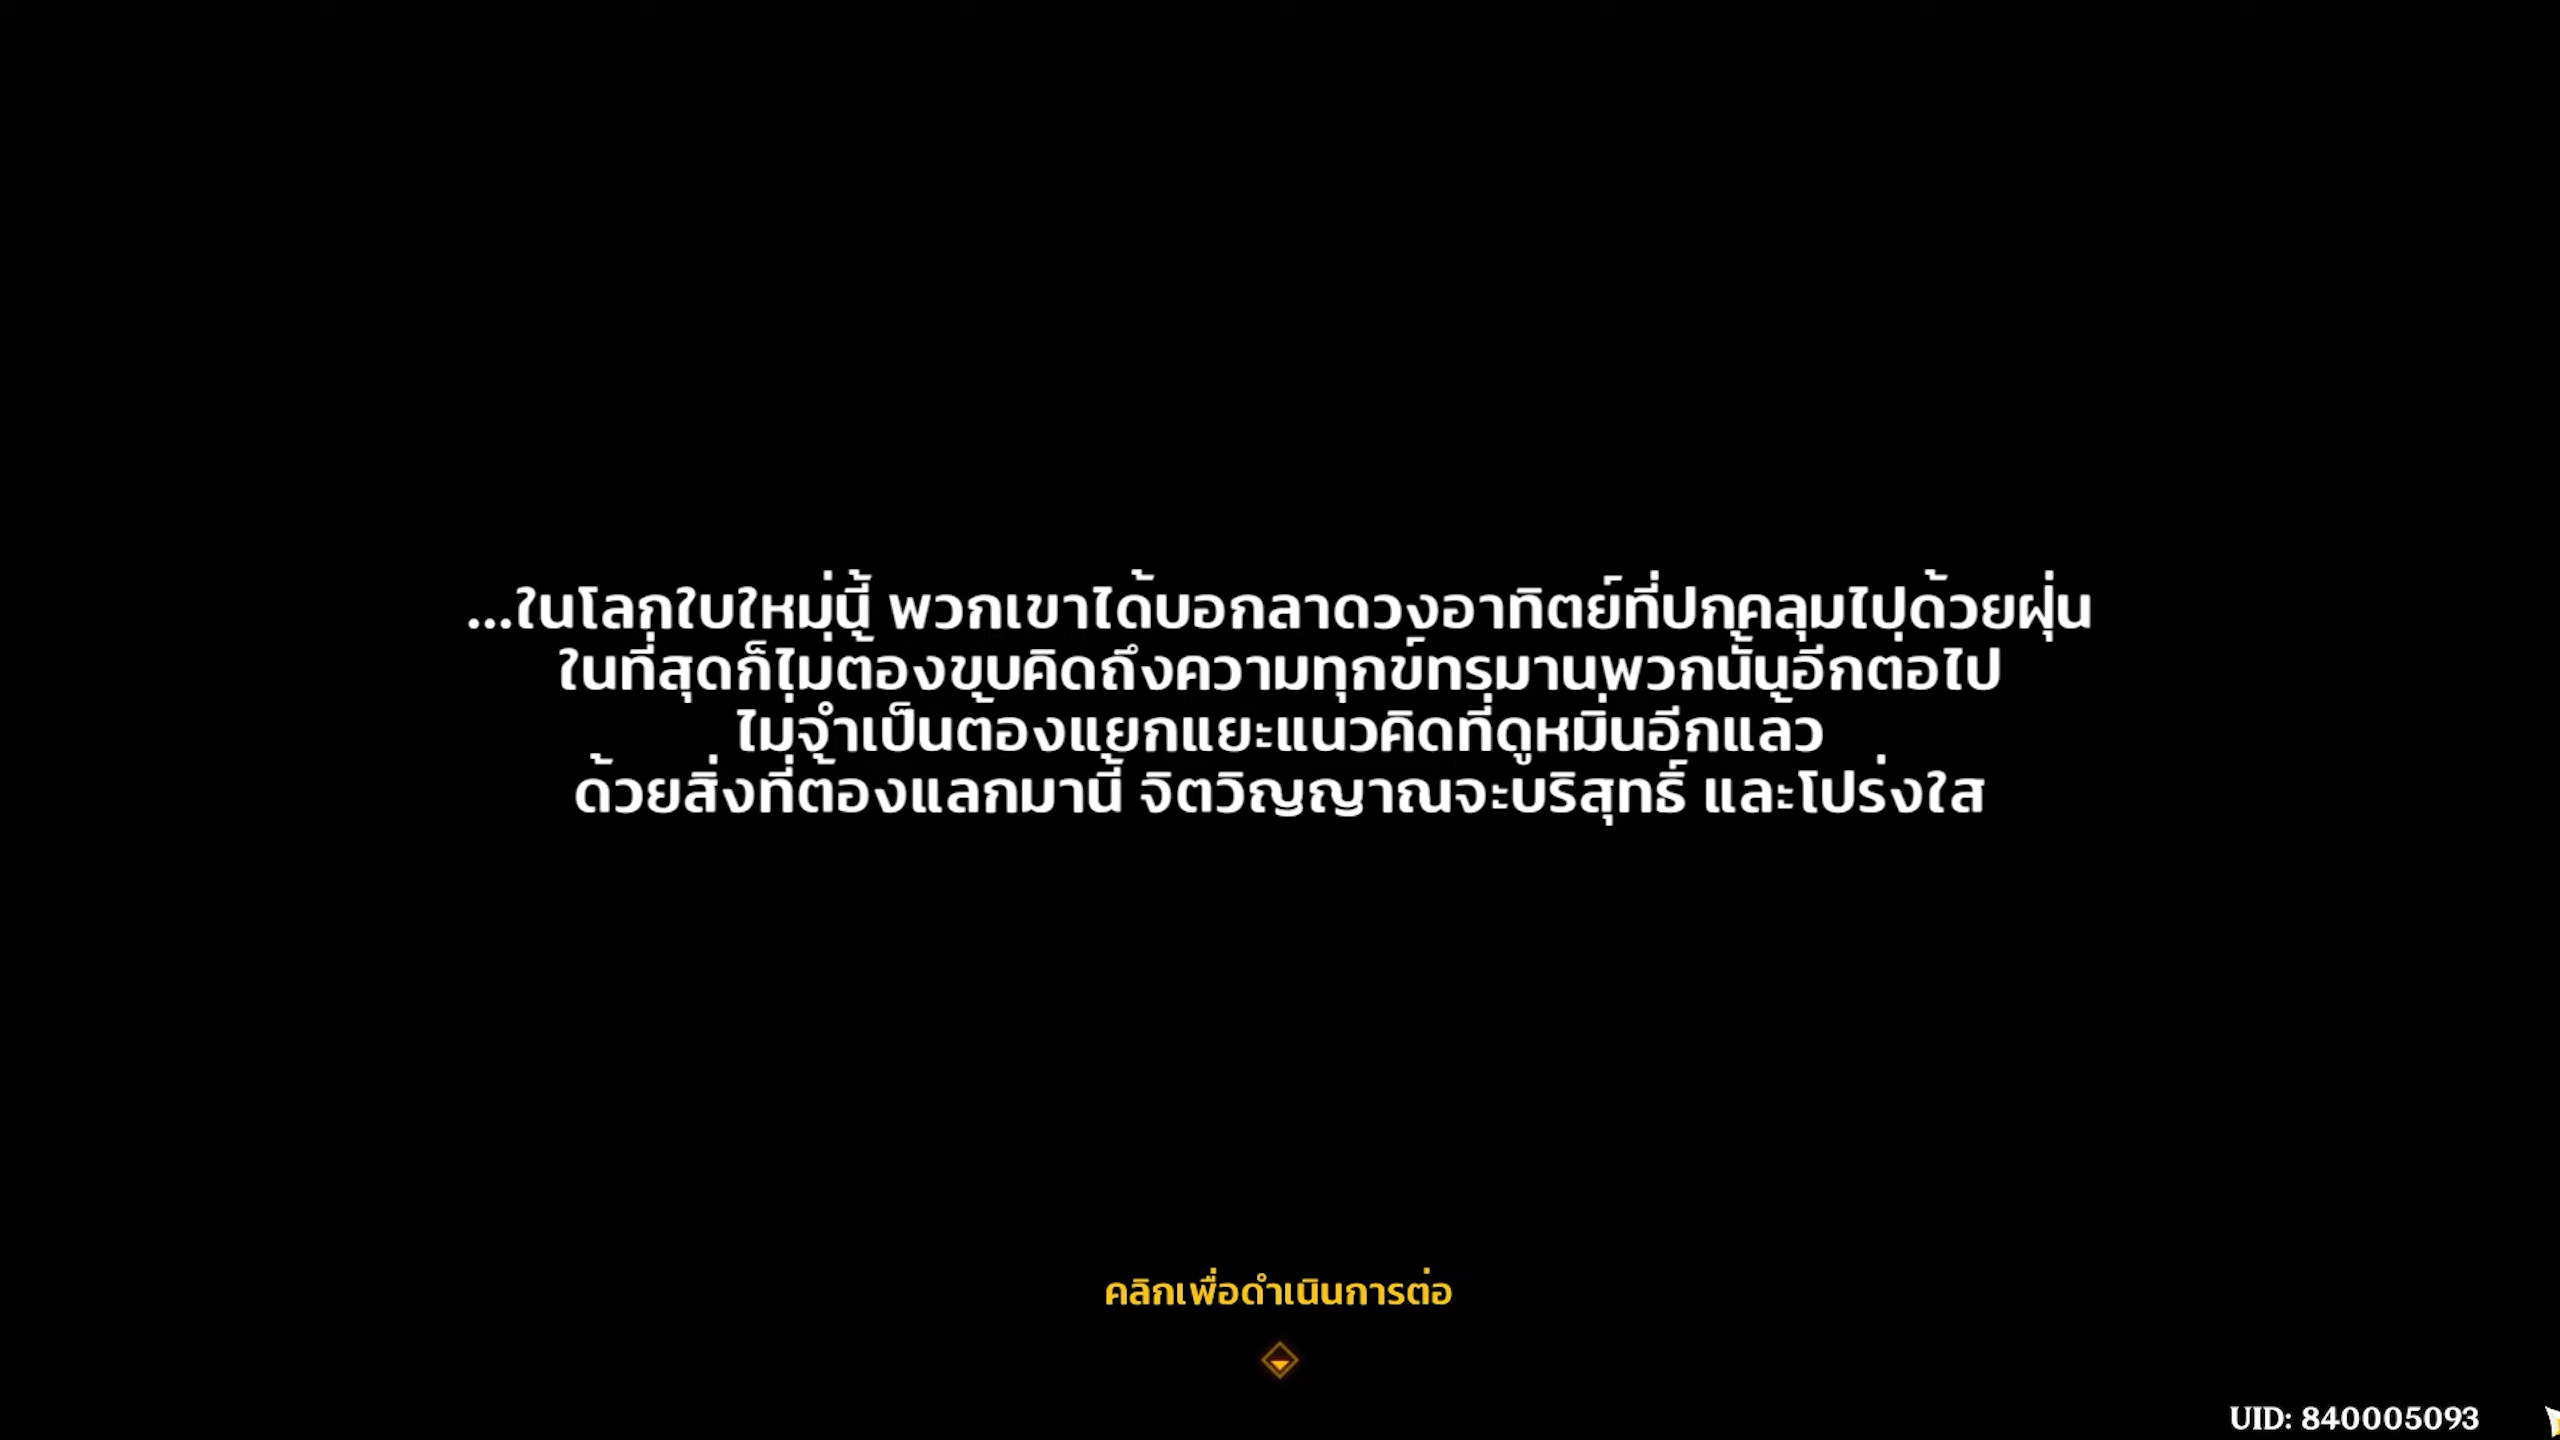 ...ในโลกใบใหม่นี้ พวกเขาได้บอกลาดวงอาทิตย์ที่ปกคลุมไปด้วยฝุ่น
ในที่สุดก็ไม่ต้องขบคิดถึงความทุกข์ทรมานพวกนั้นอีกต่อไป
ไม่จำเป็นต้องแยกแยะแนวคิดที่ดูหมิ่นอีกแล้ว
ด้วยสิ่งที่ต้องแลกมานี้ จิตวิญญาณจะบริสุทธิ์ และโปร่งใส
คลิกเพื่อดำเนินการต่อ
UID: 840005093